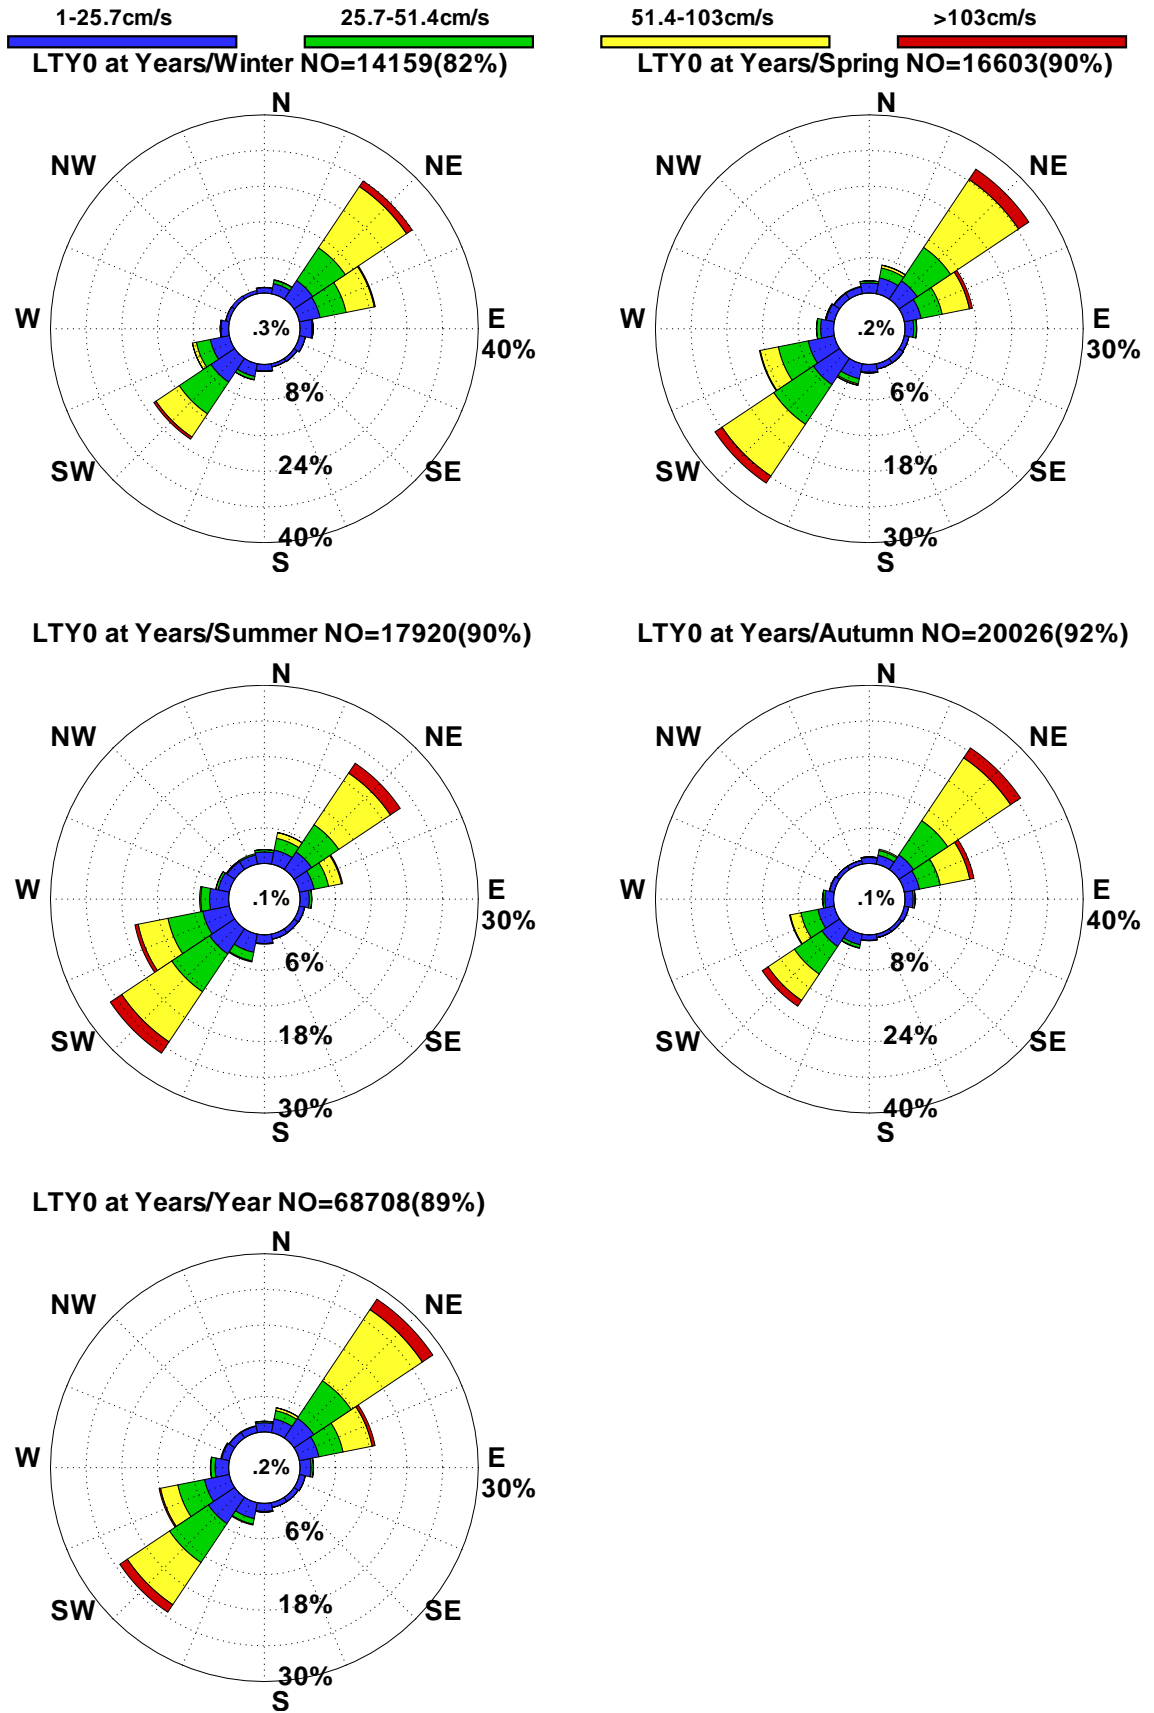 1-25.7cm/s 25.7-51.4cm/s 51.4-103cm/s >103cm/s
LTY0 at Years/Winter NO=14159(82%)
N
NW
NE
W
.3%
E
40%
8%
SW
24%
SE
40%
S
LTY0 at Years/Spring NO=16603(90%)
N
NW
NE
W
.2%
E
30%
6%
SW
18%
SE
30%
S
LTY0 at Years/Summer NO=17920(90%)
N
NW
NE
W
.1%
E
30%
6%
SW
18%
SE
30%
S
LTY0 at Years/Autumn NO=20026(92%)
N
NW
NE
W
.1%
E
40%
8%
SW
24%
SE
40%
S
LTY0 at Years/Year NO=68708(89%)
N
NW
NE
W
.2%
E
30%
6%
SW
18%
SE
30%
S